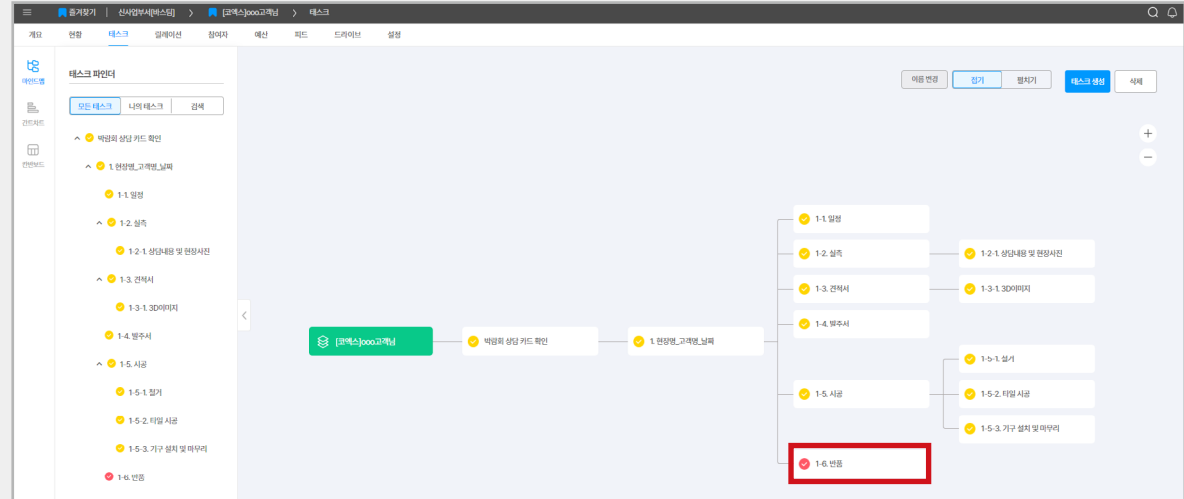 즐겨찾기 | 신사업부서[바스팀] > [코엑스]ooo고객님 > 태스크
개요 현황 태스크 릴레이션 참여자 예산 피드 드라이브 설정
마인드맵
간트차트
칸반보드
태스크 파인더
모든 태스크 나의 태스크 검색
박람회 상담 카드 확인
1. 현장명_고객명_날짜
1-1. 일정
1-2. 실측
1-2-1. 상담내용 및 현장사진
1-3. 견적서
1-3-1. 3D이미지
1-4. 발주서
1-5. 시공
1-5-1. 철거
1-5-2. 타일 시공
1-5-3. 기구 설치 및 마무리
1-6. 반품
이름 변경 접기 펼치기 태스크 생성 삭제
[코엑스]ooo고객님
박람회 상담 카드 확인
1. 현장명_고객명_날짜
1-1. 일정
1-2. 실측
1-2-1. 상담내용 및 현장사진
1-3. 견적서
1-3-1. 3D이미지
1-4. 발주서
1-5. 시공
1-5-1. 철거
1-5-2. 타일 시공
1-5-3. 기구 설치 및 마무리
1-6. 반품